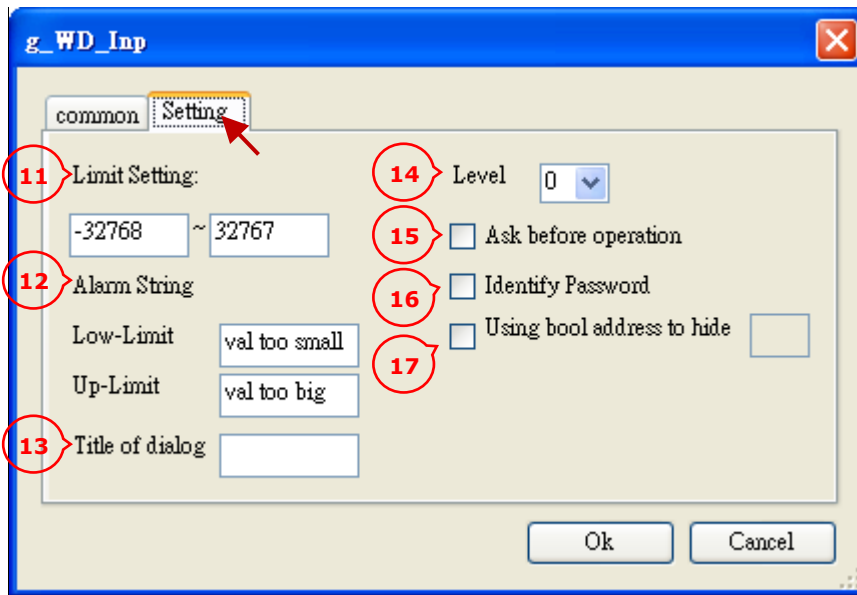 g_WD_Inp
common Setting
11 Limit Setting:
-32768 ~ 32767
12 Alarm String
Low-Limit val too small
Up-Limit val too big
13 Title of dialog
14 Level 0
15 Ask before operation
16 Identify Password
17 Using bool address to hide
Ok Cancel